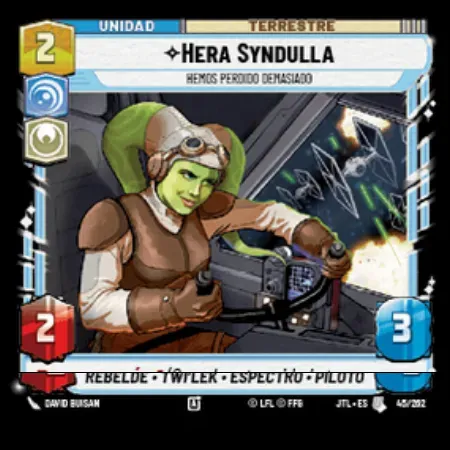 UNIDAD
TERRESTRE
2
Hera Syndulla
HEMOS PERDIDO DEMASIADO
2
3
REBELDE • TWI'LEK • ESPECTRO • PILOTO
DAVID BUISAN
© LFL © FFG
JTL • ES
45/262